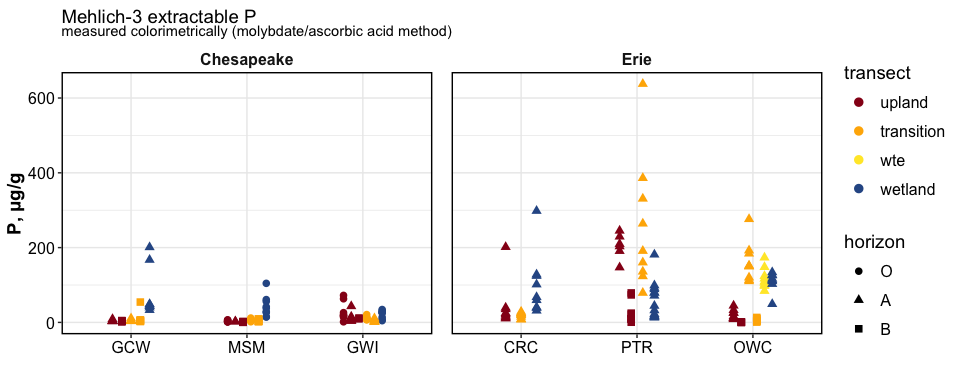 Mehlich-3 extractable P
measured colorimetrically (molybdate/ascorbic acid method)
Chesapeake
Erie
P, μg/g
600
400
200
0
GCW
MSM
GWI
CRC
PTR
OWC
transect
upland
transition
wte
wetland
horizon
O
A
B